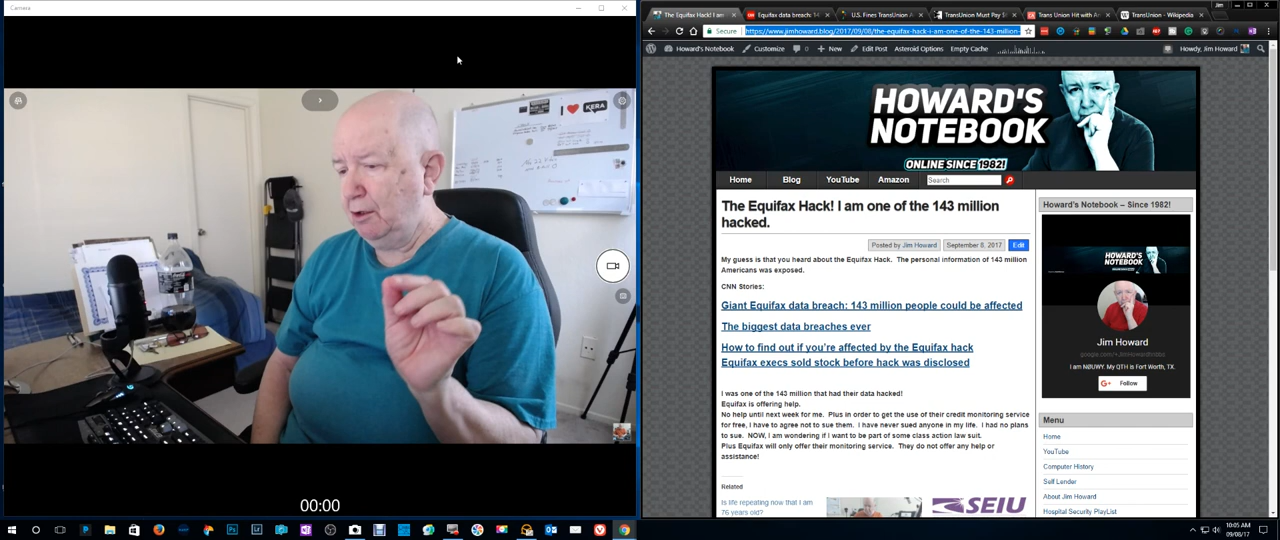 Camera
I ♥ KERA
00:00
The Equifax Hack! I am
Equifax data breach: 14
U.S. Fines TransUnion
TransUnion Must Pay $
Trans Union Hit with
TransUnion - Wikipedia
Jim
Secure
https://www.jimhoward.blog/2017/09/08/the-equifax-hack-i-am-one-of-the-143-million-
Howard's Notebook
Customize
0
New
Edit Post
Asteroid Options
Empty Cache
Howdy, Jim Howard
HOWARD'S
NOTEBOOK
ONLINE SINCE 1982!
Home
Blog
YouTube
Amazon
Search
The Equifax Hack! I am one of the 143 million
hacked.
Posted by Jim Howard
September 8, 2017
Edit
My guess is that you heard about the Equifax Hack. The personal information of 143 million
Americans was exposed.
CNN Stories:
Giant Equifax data breach: 143 million people could be affected
The biggest data breaches ever
How to find out if you're affected by the Equifax hack
Equifax execs sold stock before hack was disclosed
I was one of the 143 million that had their data hacked!
Equifax is offering help.
No help until next week for me. Plus in order to get the use of their credit monitoring service
for free, I have to agree not to sue them. I have never sued anyone in my life. I had no plans
to sue. NOW, I am wondering if I want to be part of some class action law suit.
Plus Equifax will only offer their monitoring service. They do not offer any help or
assistance!
Related
Is life repeating now that I am
76 years old?
SEIU
Howard's Notebook – Since 1982!
HOWARD'S
NOTEBOOK
Jim Howard
I am NØUWY. My QTH is Fort Worth, TX.
G+ Follow
Menu
Home
YouTube
Computer History
Self Lender
About Jim Howard
Hospital Security PlayList
10:05 AM
09/08/17